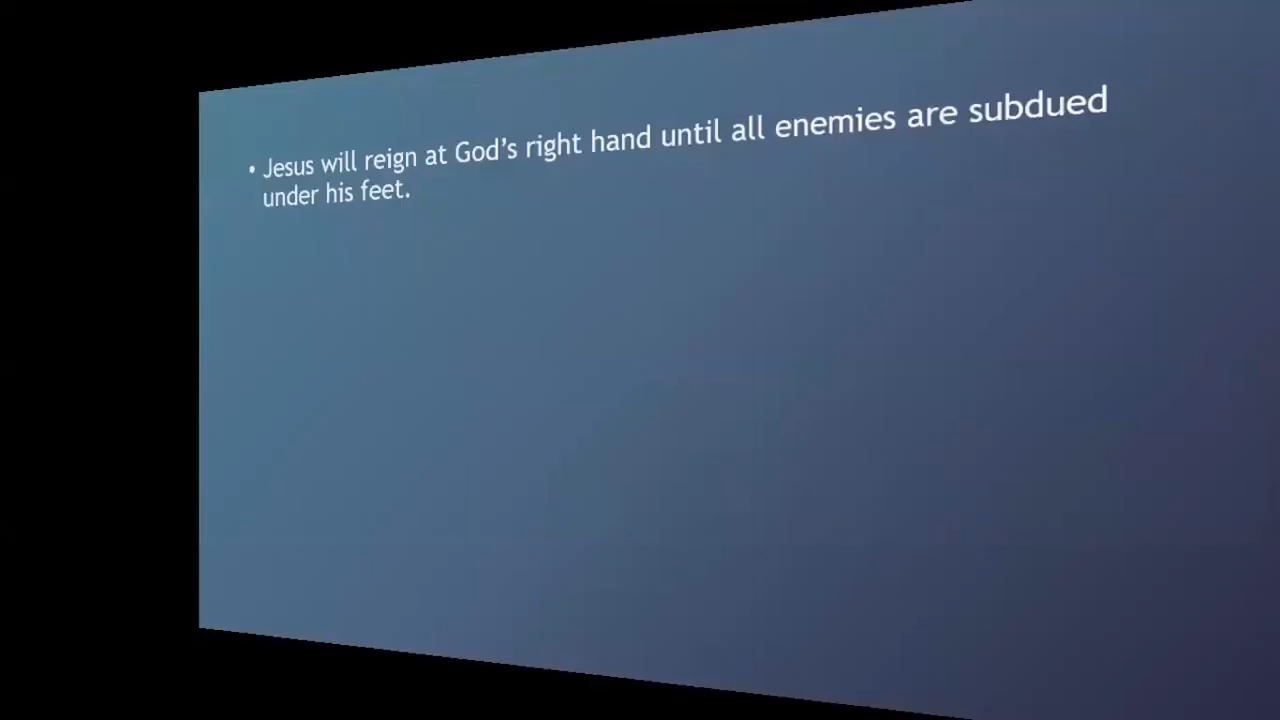 • Jesus will reign at God’s right hand until all enemies are subdued
under his feet.